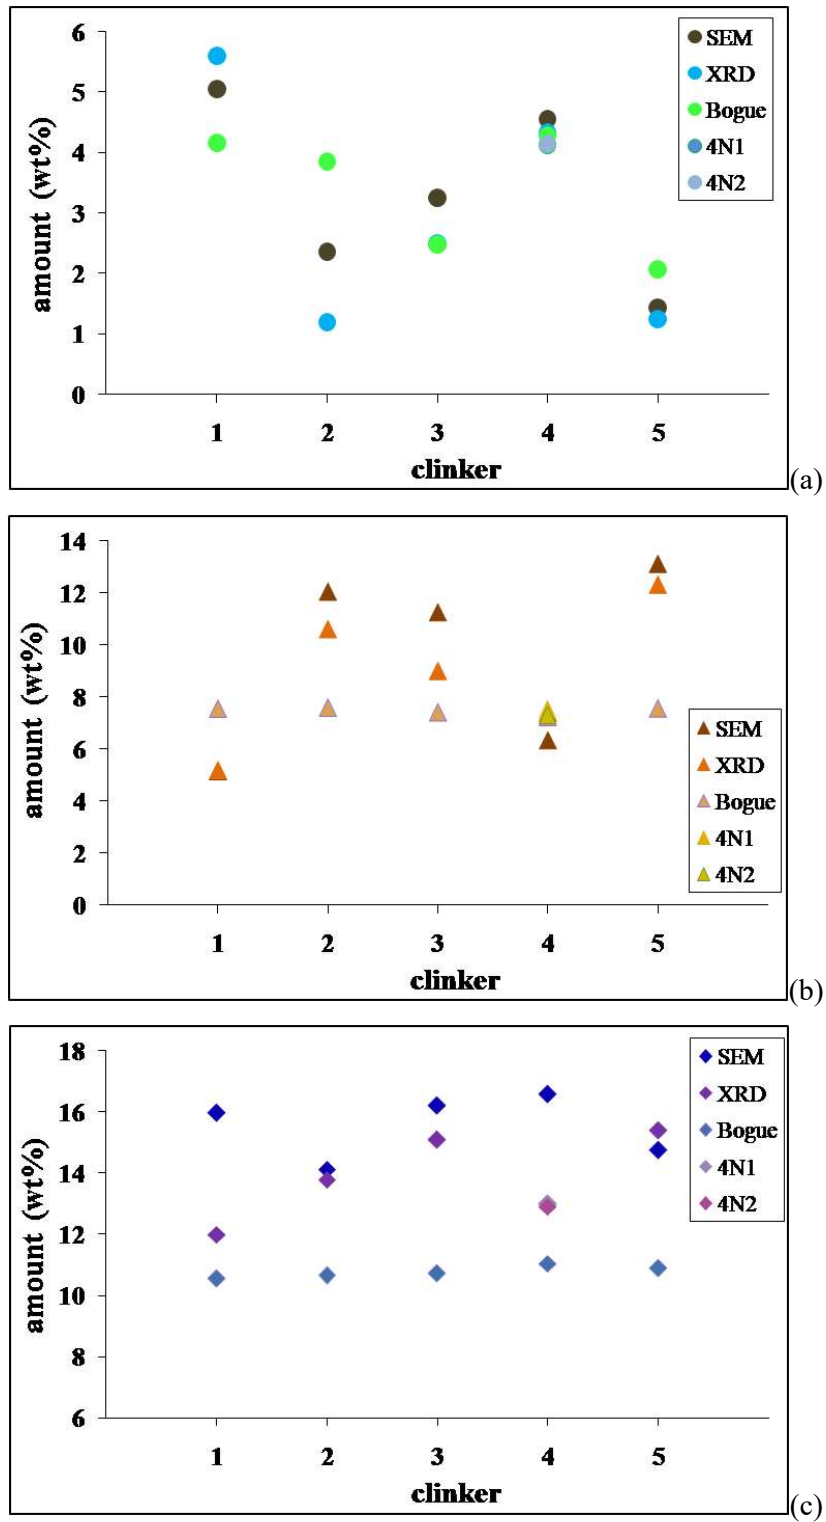 6
5
4
3
2
1
0
amount (wt%)
1 2 3 4 5
clinker
SEM
XRD
Bogue
4N1
4N2
(a)
14
12
10
8
6
4
2
0
amount (wt%)
1 2 3 4 5
clinker
SEM
XRD
Bogue
4N1
4N2
(b)
18
16
14
12
10
8
6
amount (wt%)
1 2 3 4 5
clinker
SEM
XRD
Bogue
4N1
4N2
(c)